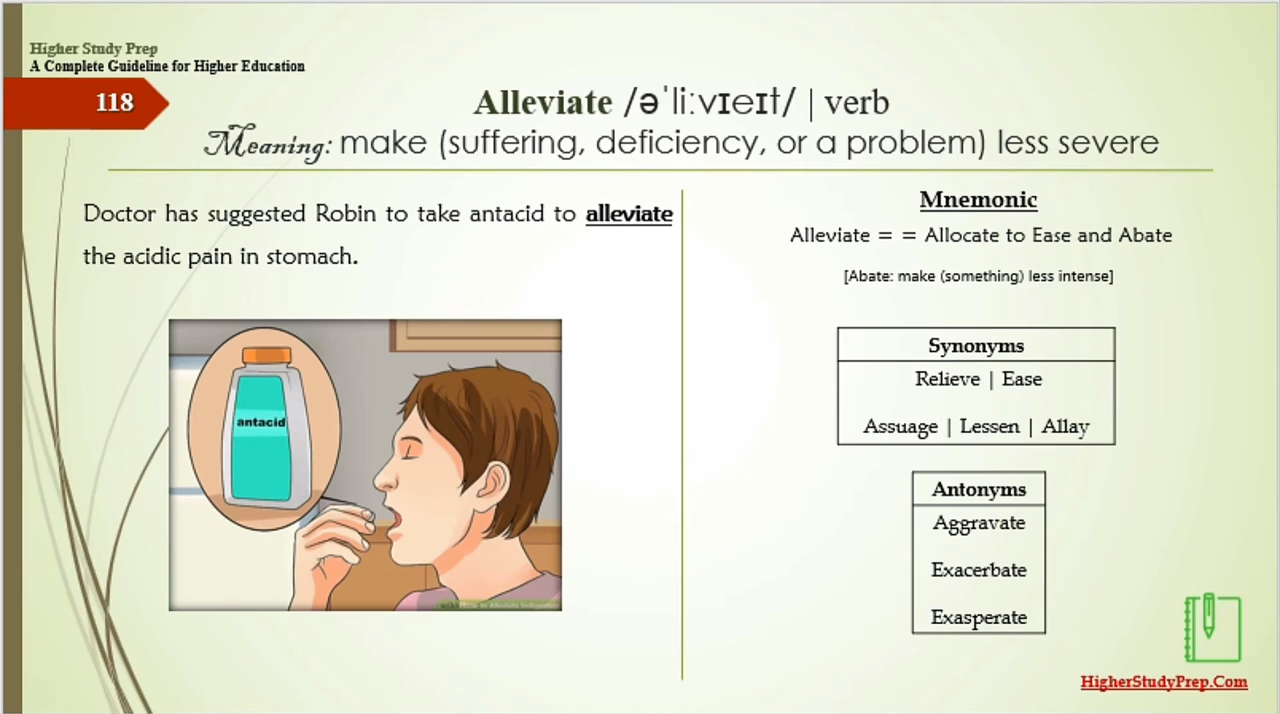 Higher Study Prep
A Complete Guideline for Higher Education
118
Alleviate /əˈliːvɪeɪt/ | verb
Meaning: make (suffering, deficiency, or a problem) less severe
Doctor has suggested Robin to take antacid to alleviate
the acidic pain in stomach.
antacid
Mnemonic
Alleviate = = Allocate to Ease and Abate
[Abate: make (something) less intense]
Synonyms
Relieve | Ease
Assuage | Lessen | Allay
Antonyms
Aggravate
Exacerbate
Exasperate
HigherStudyPrep.Com